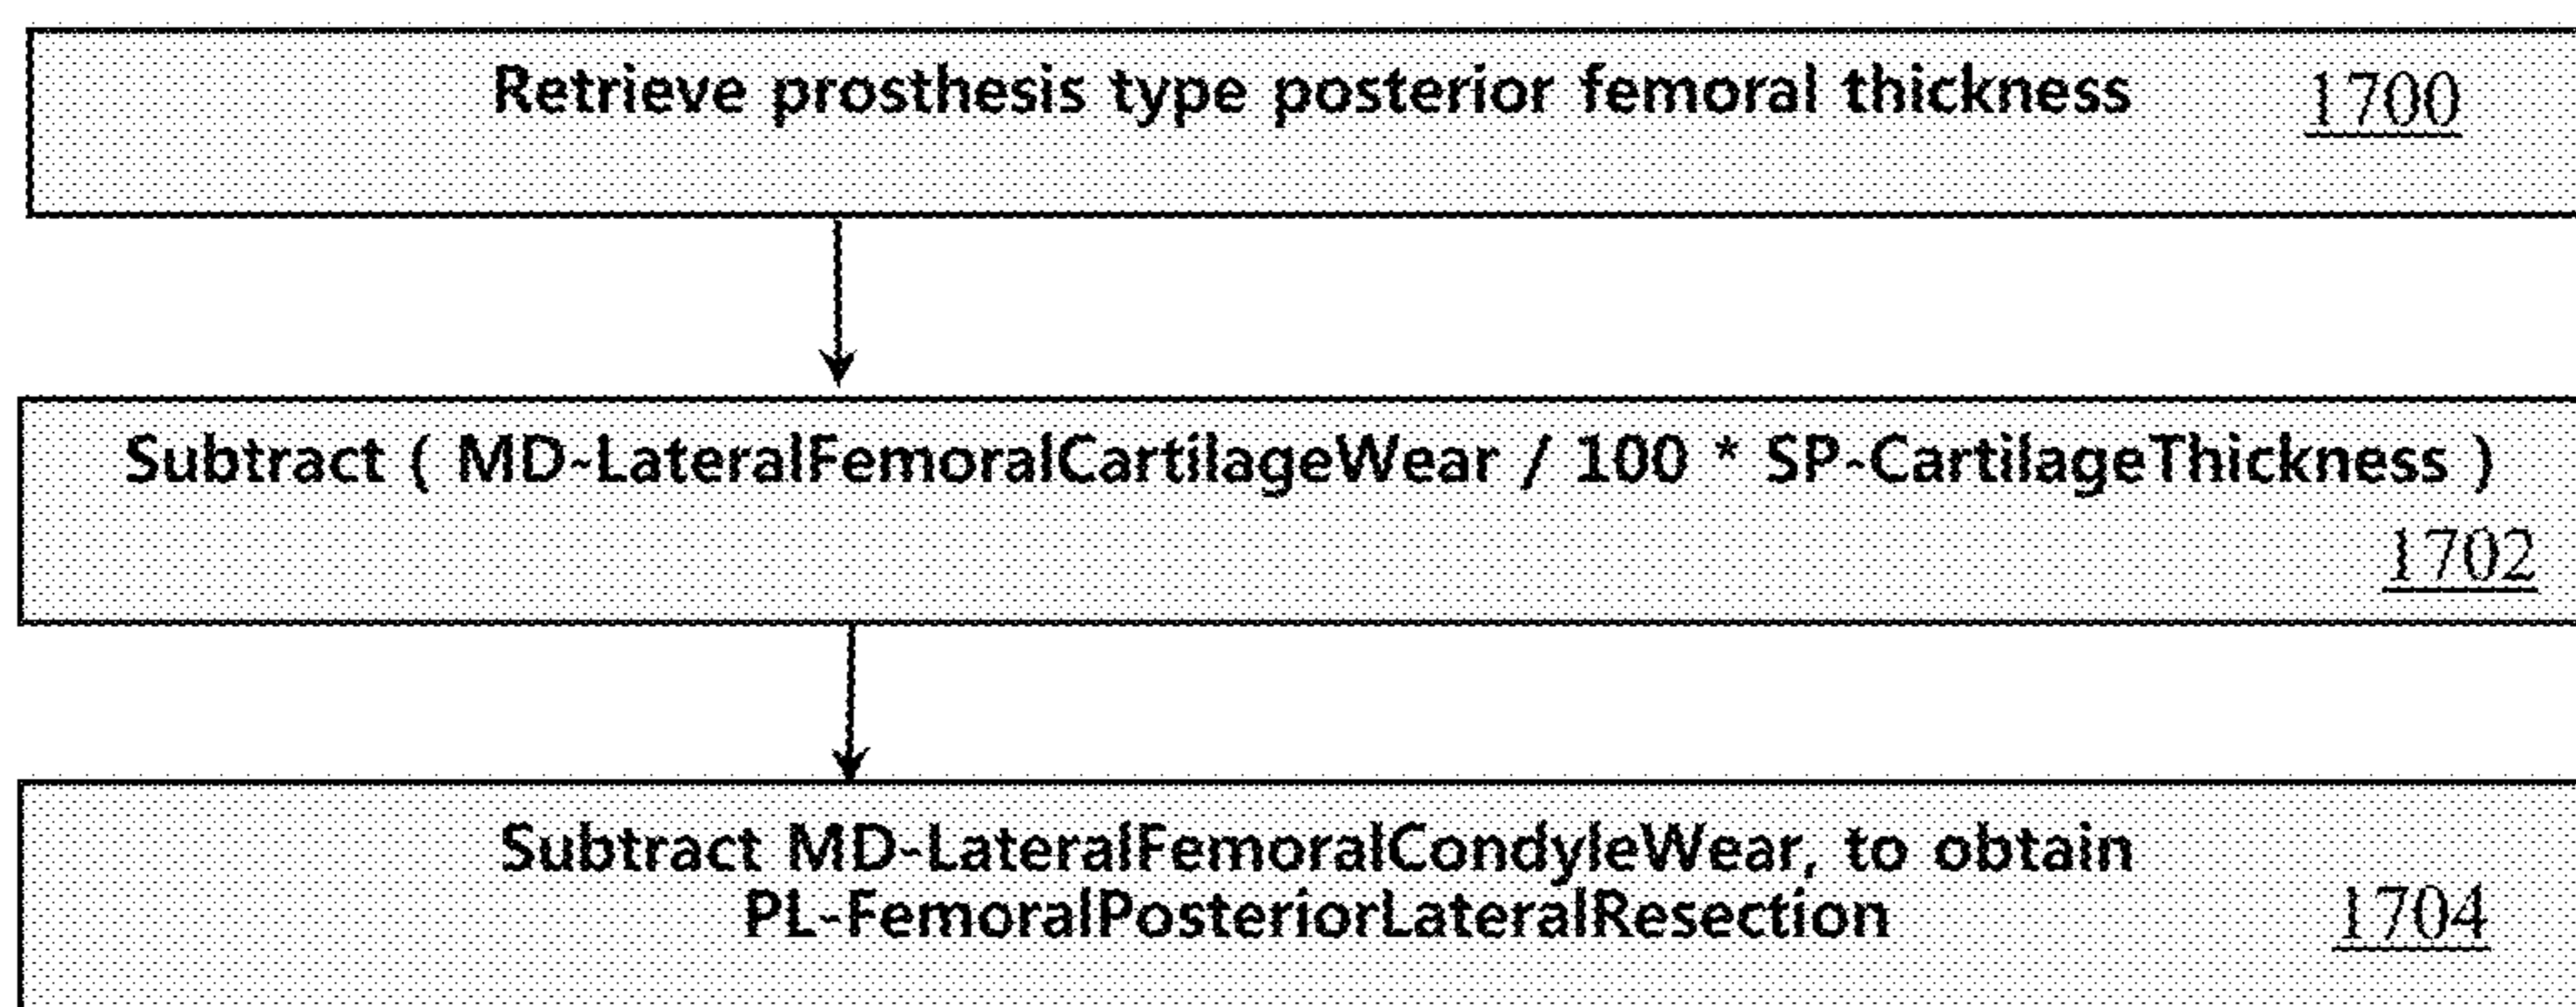 Retrieve prosthesis type posterior femoral thickness 1700
Subtract ( MD-LateralFemoralCartilageWear / 100 * SP-CartilageThickness )
1702
Subtract MD-LateralFemoralCondyleWear, to obtain
PL-FemoralPosteriorLateralResection 1704